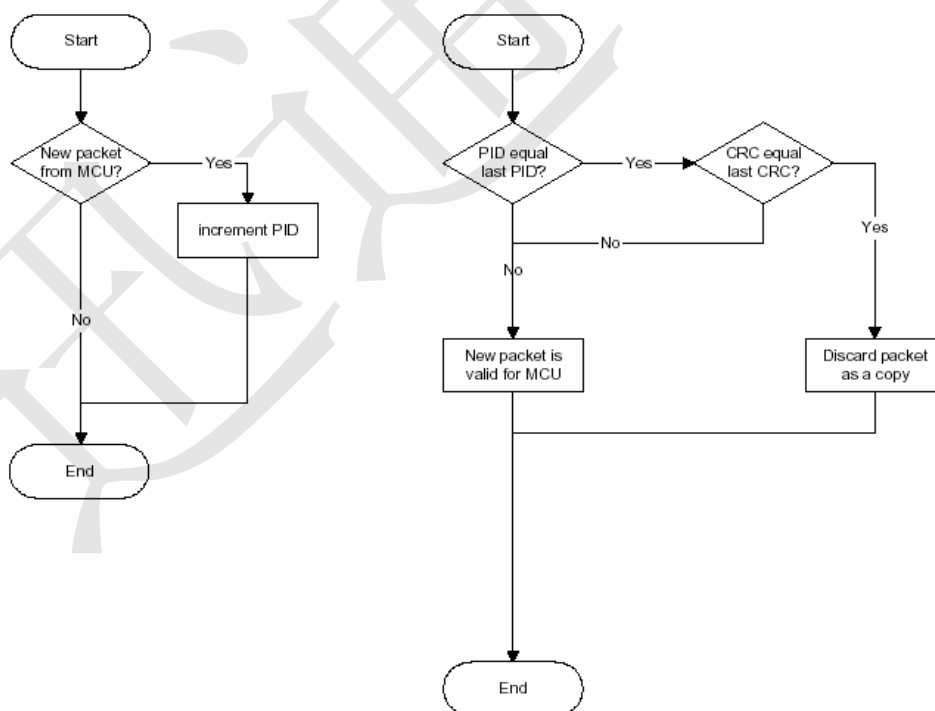 Start
New packet
from MCU?
Yes
increment PID
No
End
Start
PID equal
last PID?
Yes
CRC equal
last CRC?
No
Yes
No
New packet is
valid for MCU
Discard packet
as a copy
End